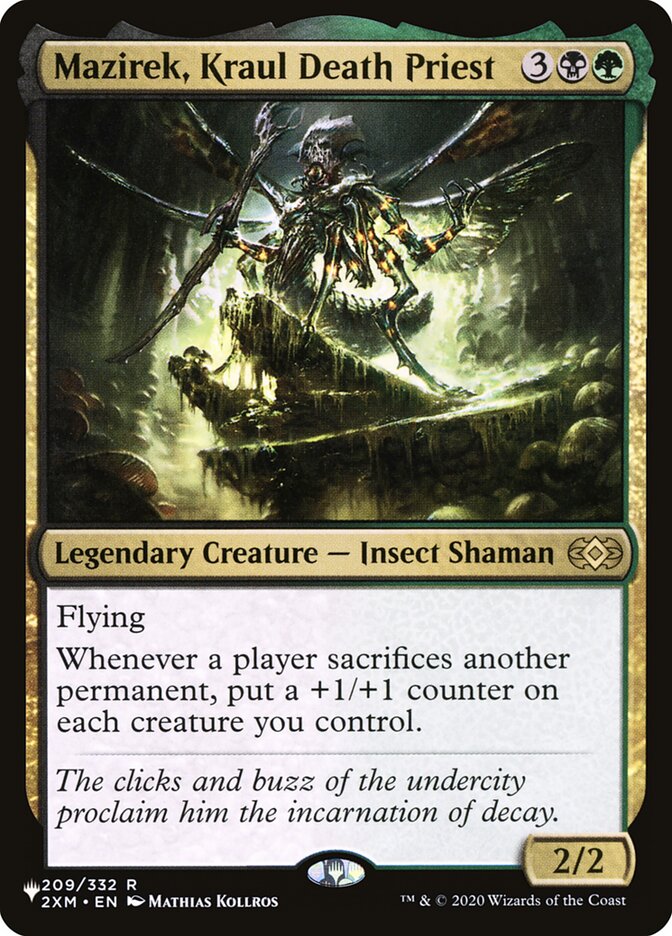 Mazirek, Kraul Death Priest 3
Legendary Creature — Insect Shaman
Flying
Whenever a player sacrifices another
permanent, put a +1/+1 counter on
each creature you control.
The clicks and buzz of the undercity
proclaim him the incarnation of decay.
2/2
209/332 R
2XM • EN Mathias Kollros
™ & © 2020 Wizards of the Coast